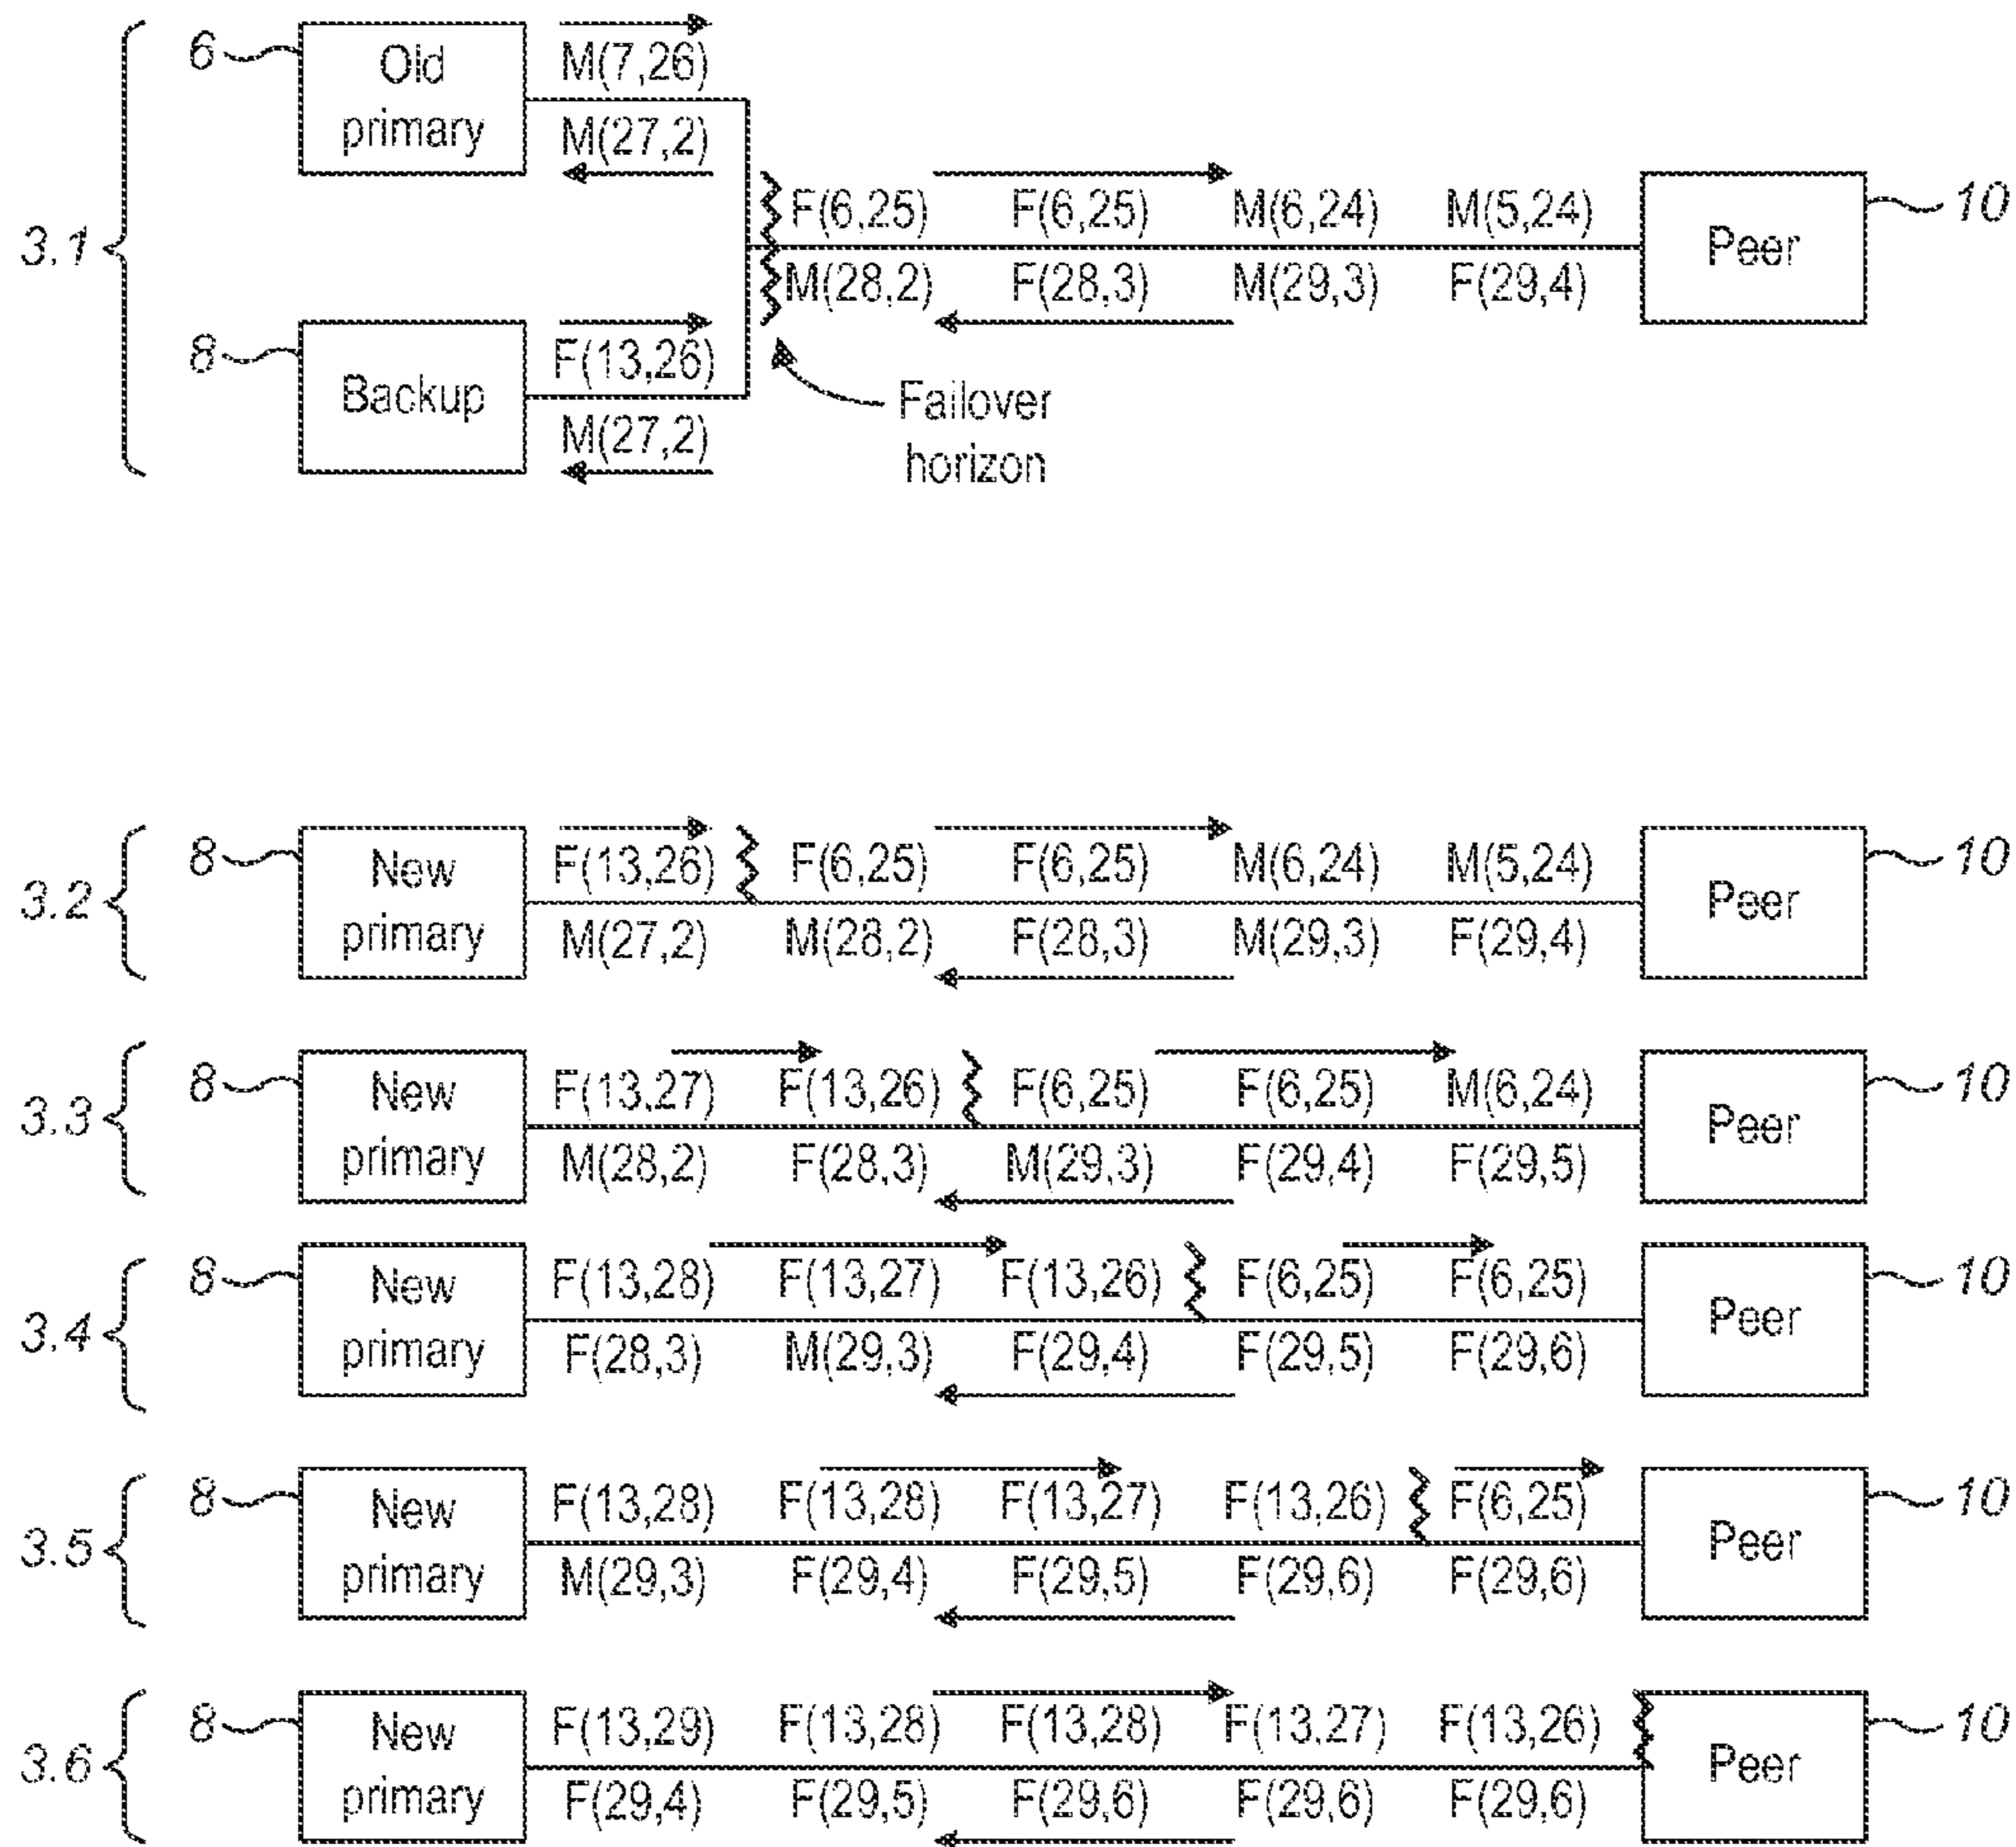 3.1
6
Old primary
M(7,26)
M(27,2)
F(6,25) F(6,25) M(6,24) M(5,24)
M(28,2) F(28,3) M(29,3) F(29,4)
Peer
10
8
Backup
F(13,26)
M(27,2)
Failover horizon
3.2
8
New primary
F(13,26) F(6,25) F(6,25) M(6,24) M(5,24)
M(27,2) M(28,2) F(28,3) M(29,3) F(29,4)
Peer
10
3.3
8
New primary
F(13,27) F(13,26) F(6,25) F(6,25) M(6,24)
M(28,2) F(28,3) M(29,3) F(29,4) F(29,5)
Peer
10
3.4
8
New primary
F(13,28) F(13,27) F(13,26) F(6,25) F(6,25)
F(28,3) M(29,3) F(29,4) F(29,5) F(29,6)
Peer
10
3.5
8
New primary
F(13,28) F(13,28) F(13,27) F(13,26) F(6,25)
M(29,3) F(29,4) F(29,5) F(29,6) F(29,6)
Peer
10
3.6
8
New primary
F(13,29) F(13,28) F(13,28) F(13,27) F(13,26)
F(29,4) F(29,5) F(29,6) F(29,6) F(29,6)
Peer
10